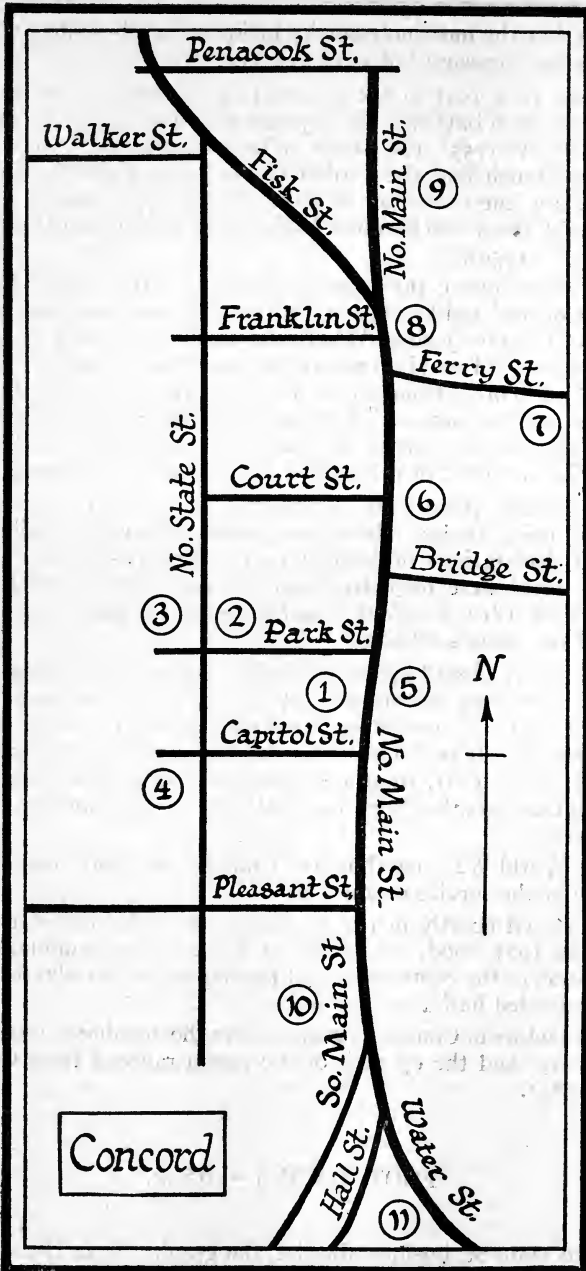 Penacook St.
Walker St.
Fisk St.
No. Main St.
9
Franklin St.
8
Ferry St.
7
No. State St.
Court St.
6
Bridge St.
3
2
Park St.
1
5
N
Capitol St.
4
No. Main St.
Pleasant St.
10
So. Main St
Concord
Hall St.
Water St.
11